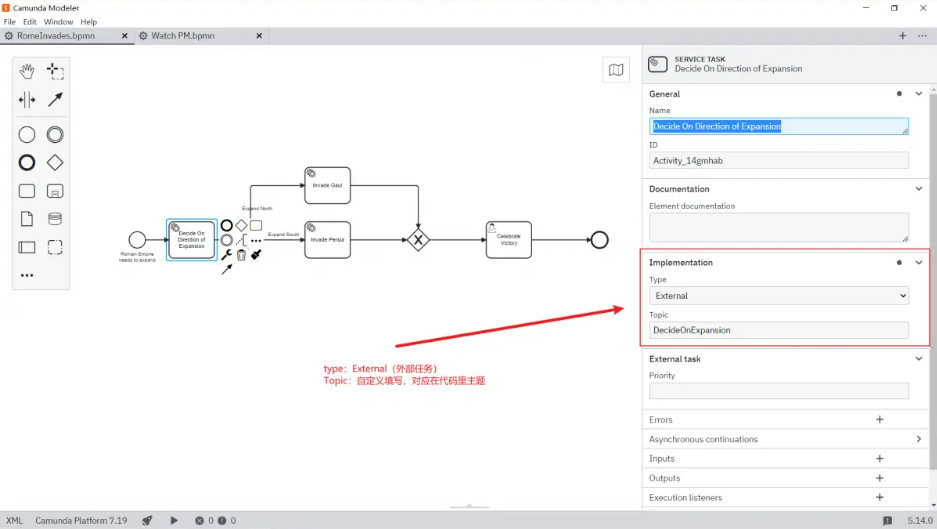 Camunda Modeler
File Edit Window Help
RomeInvades.bpmn
Watch PM.bpmn
SERVICE TASK
Decide On Direction of Expansion
General
Name
Decide On Direction of Expansion
ID
Activity_14gmhab
Documentation
Element documentation
Implementation
Type
External
Topic
DecideOnExpansion
External task
Priority
Errors
Asynchronous continuations
Inputs
Outputs
Execution listeners
Invade Gaul
Expand North
Decide On
Direction of
Expansion
Expand South
Invade Persia
Celebrate
Victory
Roman Empire
needs to expand
type：External（外部任务）
Topic：自定义填写，对应在代码里主题
XML Camunda Platform 7.19 0 0 5.14.0